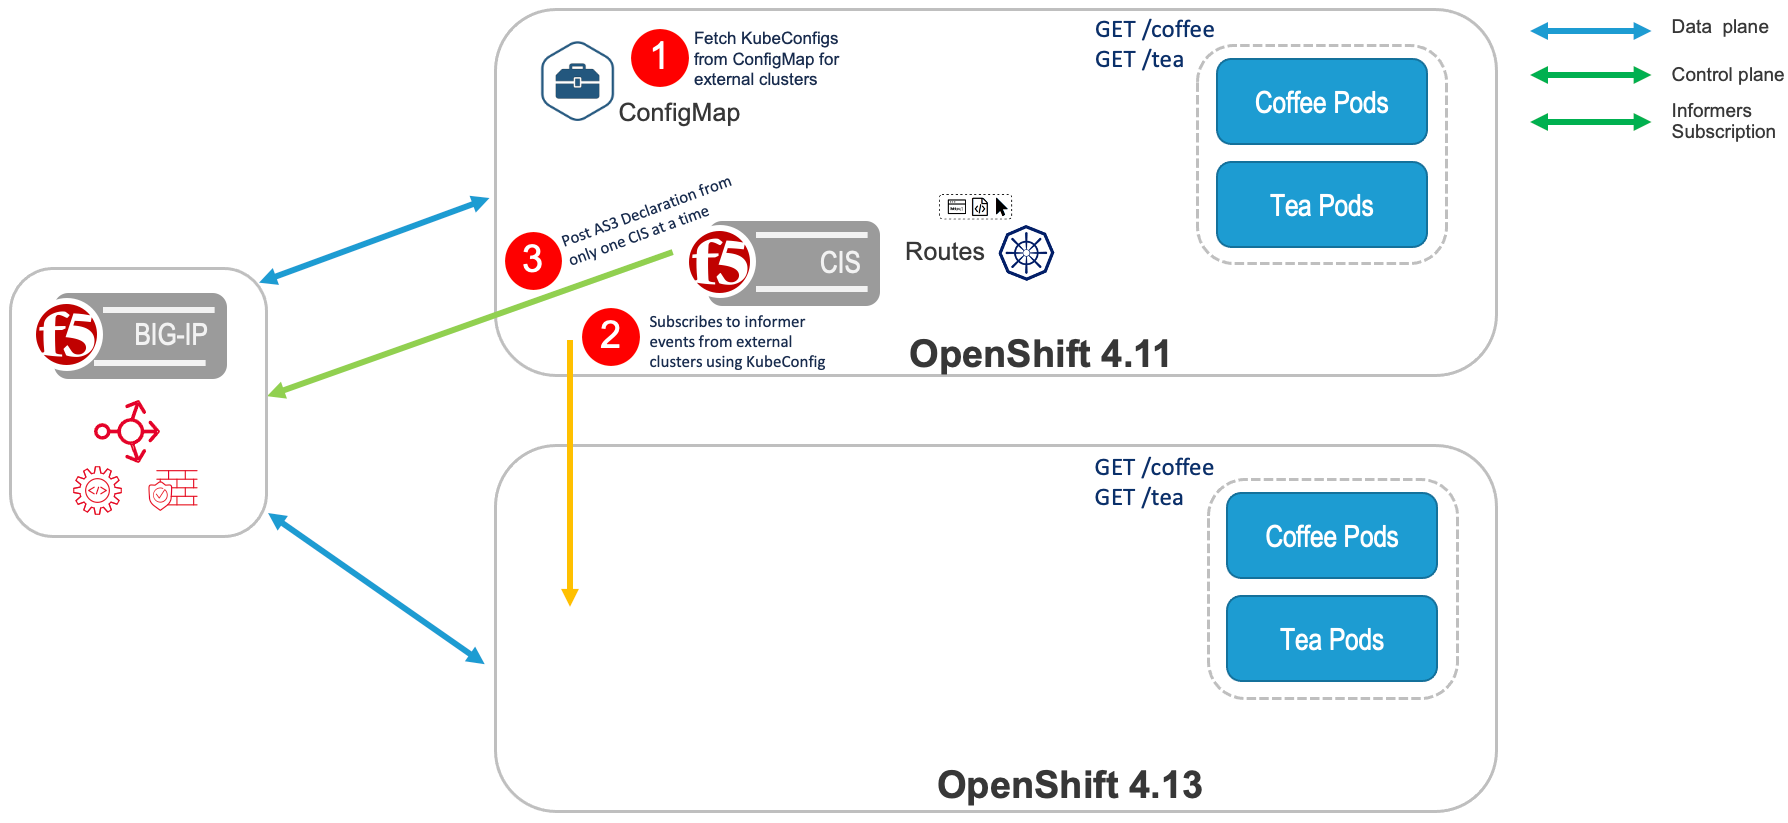 GET /coffee
GET /tea
1
Fetch KubeConfigs
from ConfigMap for
external clusters
ConfigMap
Coffee Pods
Tea Pods
Data plane
Control plane
Informers
Subscription
3
Post AS3 Declaration from
only one CIS at a time
f5
CIS
Routes
2
Subscribes to informer
events from external
clusters using KubeConfig
OpenShift 4.11
f5
BIG-IP
</>
GET /coffee
GET /tea
Coffee Pods
Tea Pods
OpenShift 4.13